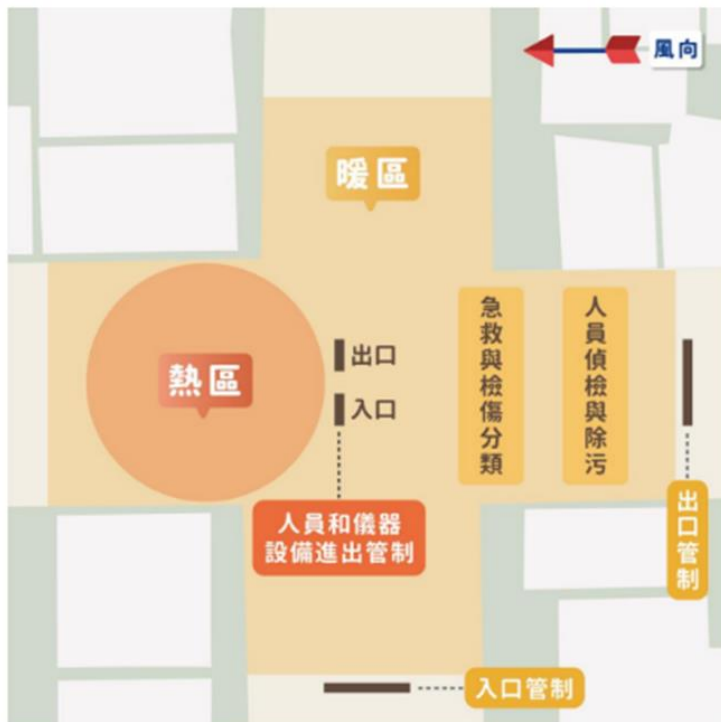 風向
暖區
熱區
出口
入口
急救與檢傷分類
人員偵檢與除污
人員和儀器
設備進出管制
出口管制
入口管制